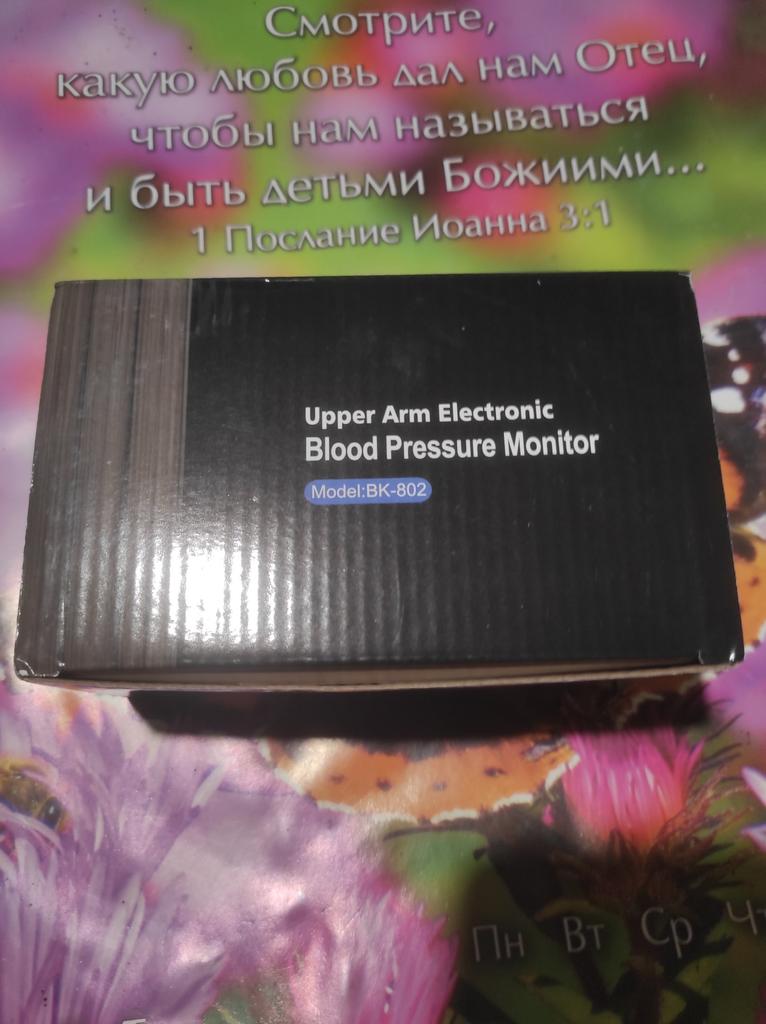 Смотрите,
какую любовь дал нам Отец,
чтобы нам называться
и быть детьми Божиими...
1 Послание Иоанна 3:1
Upper Arm Electronic
Blood Pressure Monitor
Model:BK-802
Пн Вт Ср